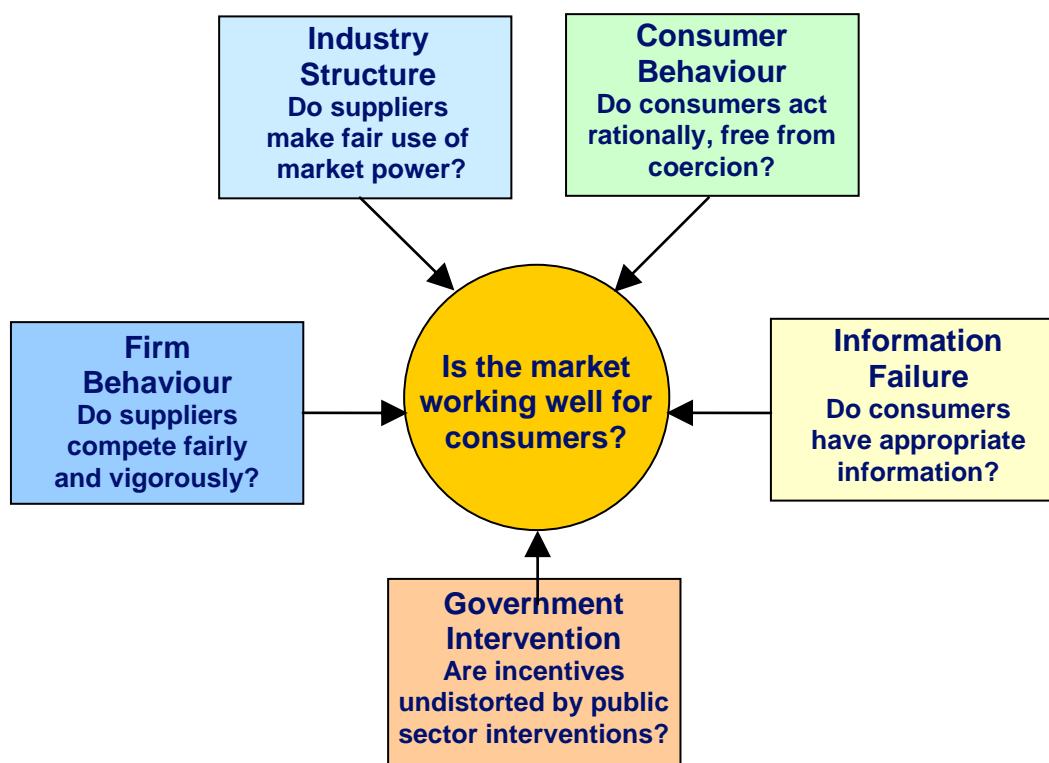 Industry
Structure
Do suppliers
make fair use of
market power?
Consumer
Behaviour
Do consumers act
rationally, free from
coercion?
Firm
Behaviour
Do suppliers
compete fairly
and vigorously?
Is the market
working well for
consumers?
Information
Failure
Do consumers
have appropriate
information?
Government
Intervention
Are incentives
undistorted by public
sector interventions?